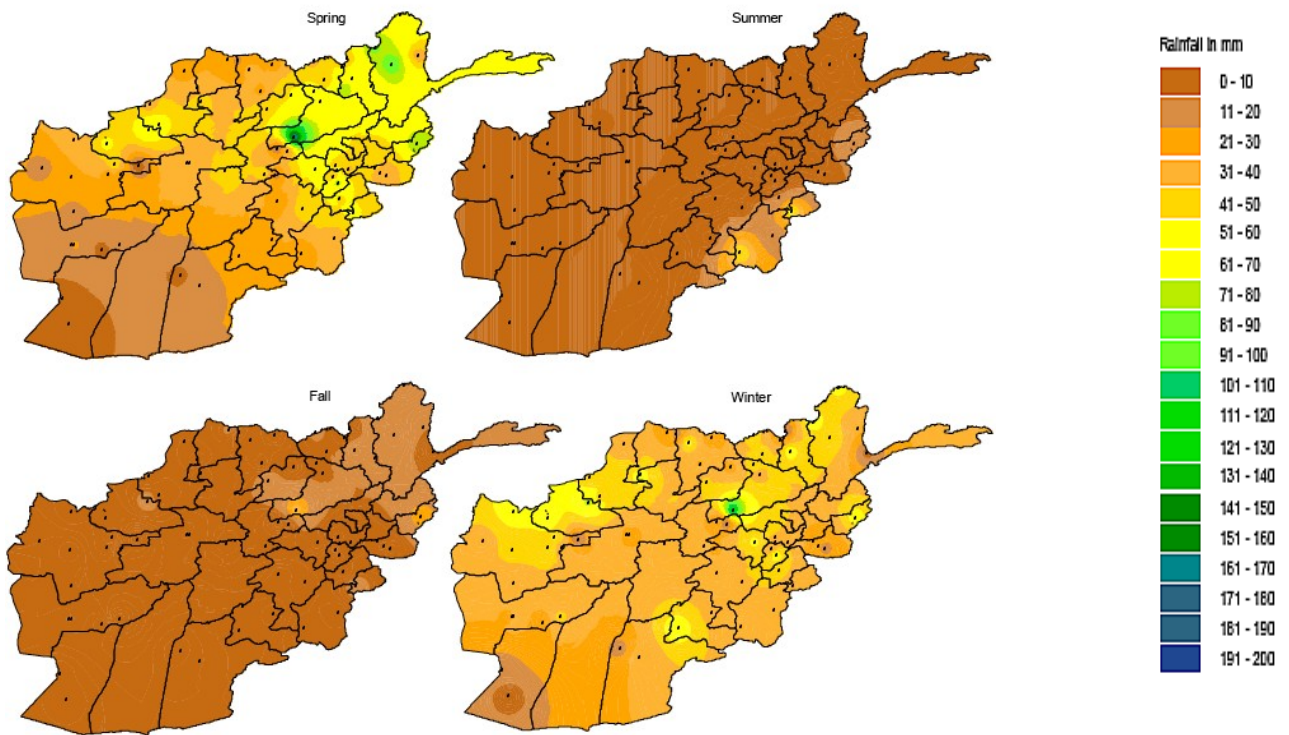 Spring
Summer
Fall
Winter
Rainfall in mm
0 - 10
11 - 20
21 - 30
31 - 40
41 - 50
51 - 60
61 - 70
71 - 80
81 - 90
91 - 100
101 - 110
111 - 120
121 - 130
131 - 140
141 - 150
151 - 160
161 - 170
171 - 180
181 - 190
191 - 200